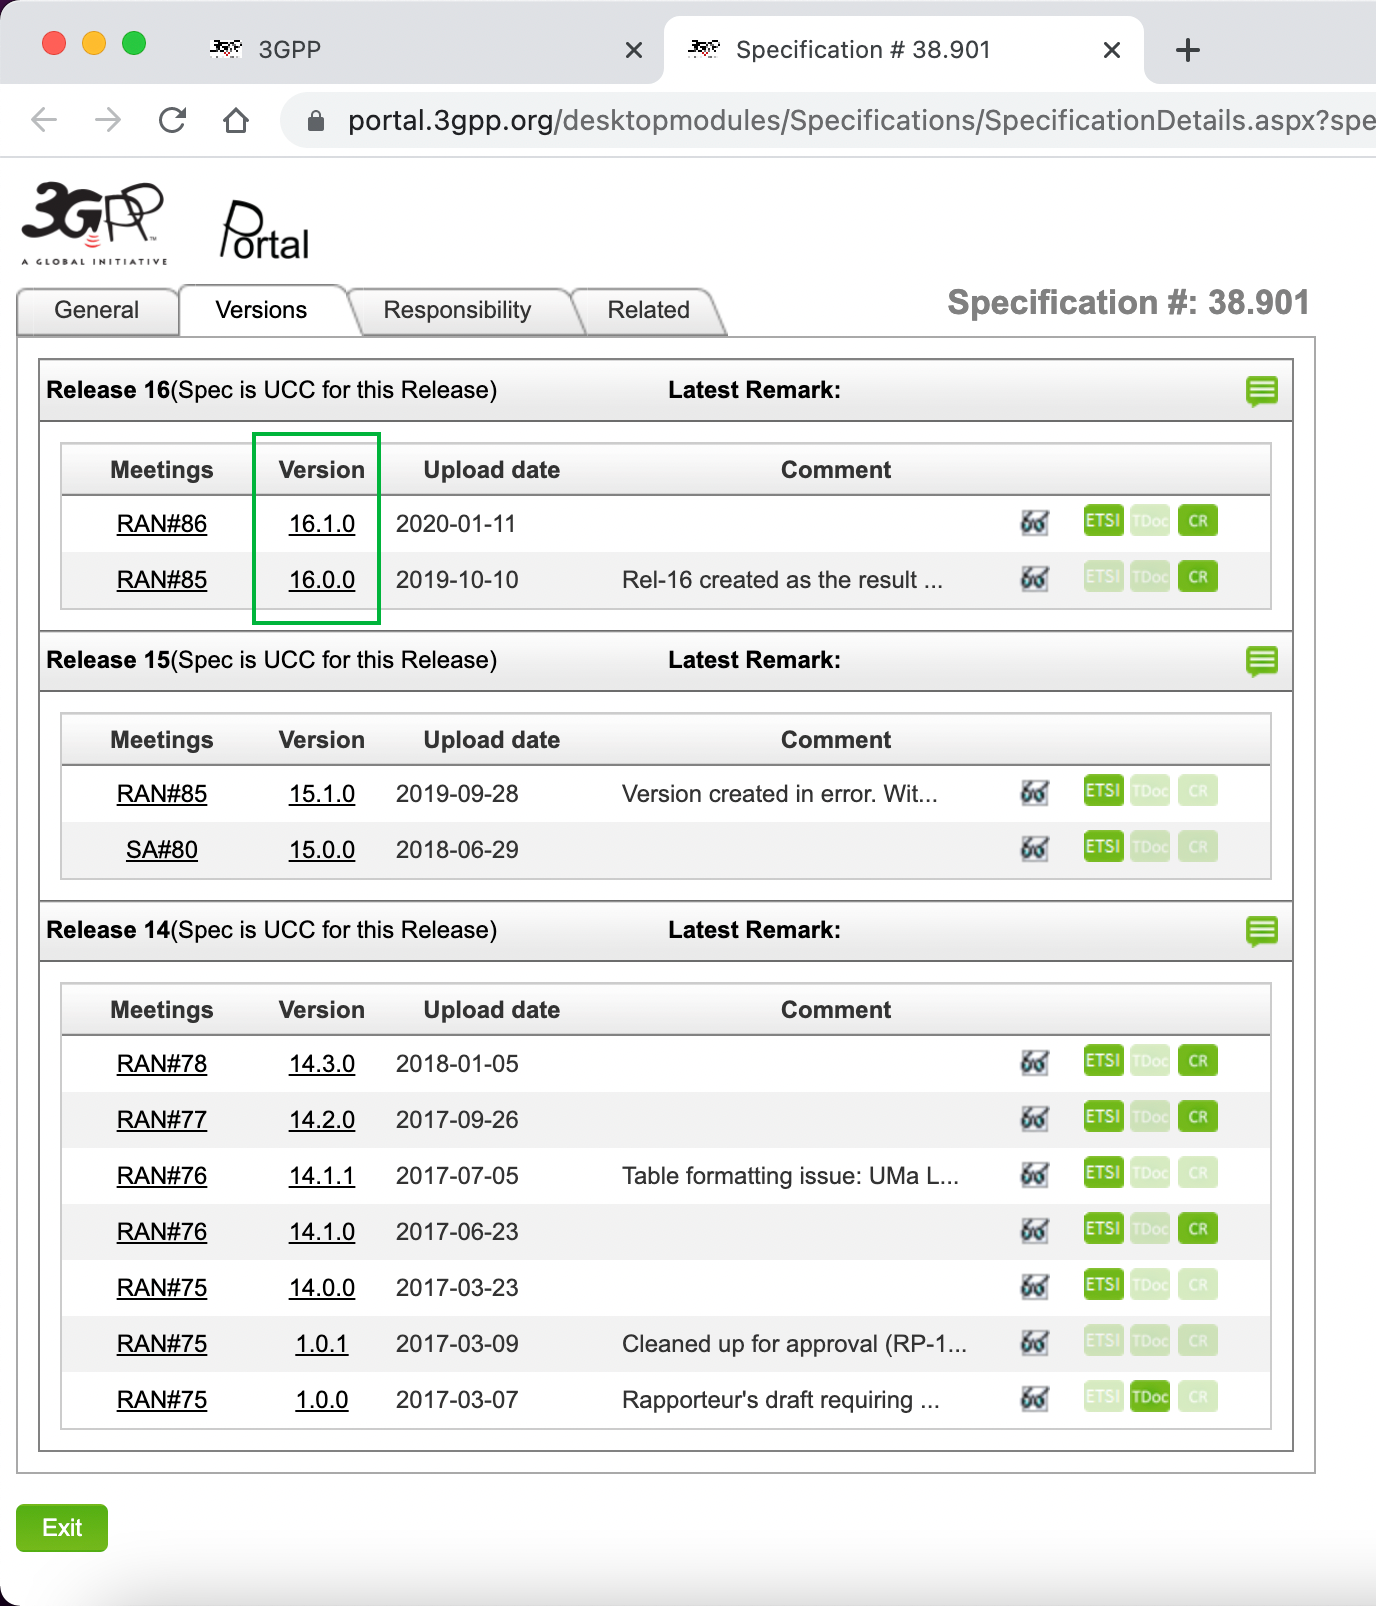 3GPP
Specification # 38.901
portal.3gpp.org/desktopmodules/Specifications/SpecificationDetails.aspx?spe
3GPP™ Portal
A GLOBAL INITIATIVE
General Versions Responsibility Related Specification #: 38.901
Release 16(Spec is UCC for this Release) Latest Remark:
Meetings Version Upload date Comment
RAN#86 16.1.0 2020-01-11 ETSI TDoc CR
RAN#85 16.0.0 2019-10-10 Rel-16 created as the result ... ETSI TDoc CR
Release 15(Spec is UCC for this Release) Latest Remark:
Meetings Version Upload date Comment
RAN#85 15.1.0 2019-09-28 Version created in error. Wit... ETSI TDoc CR
SA#80 15.0.0 2018-06-29 ETSI TDoc CR
Release 14(Spec is UCC for this Release) Latest Remark:
Meetings Version Upload date Comment
RAN#78 14.3.0 2018-01-05 ETSI TDoc CR
RAN#77 14.2.0 2017-09-26 ETSI TDoc CR
RAN#76 14.1.1 2017-07-05 Table formatting issue: UMa L... ETSI TDoc CR
RAN#76 14.1.0 2017-06-23 ETSI TDoc CR
RAN#75 14.0.0 2017-03-23 ETSI TDoc CR
RAN#75 1.0.1 2017-03-09 Cleaned up for approval (RP-1... ETSI TDoc CR
RAN#75 1.0.0 2017-03-07 Rapporteur's draft requiring ... ETSI TDoc CR
Exit